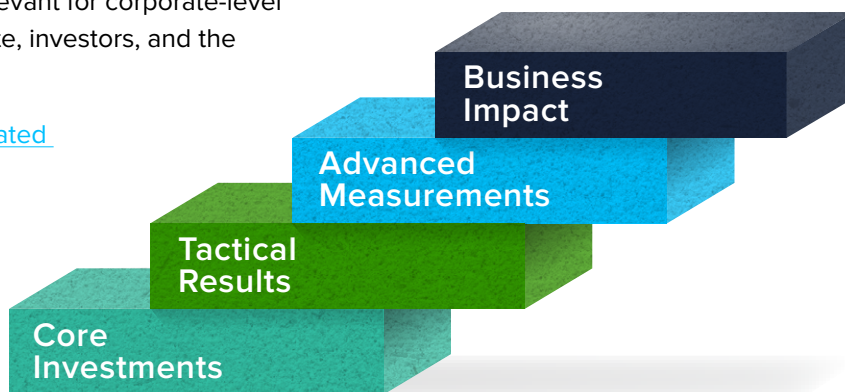 for corporate-level
investors, and the
Business
Impact
Advanced
Measurements
Tactical
Results
Core
Investments